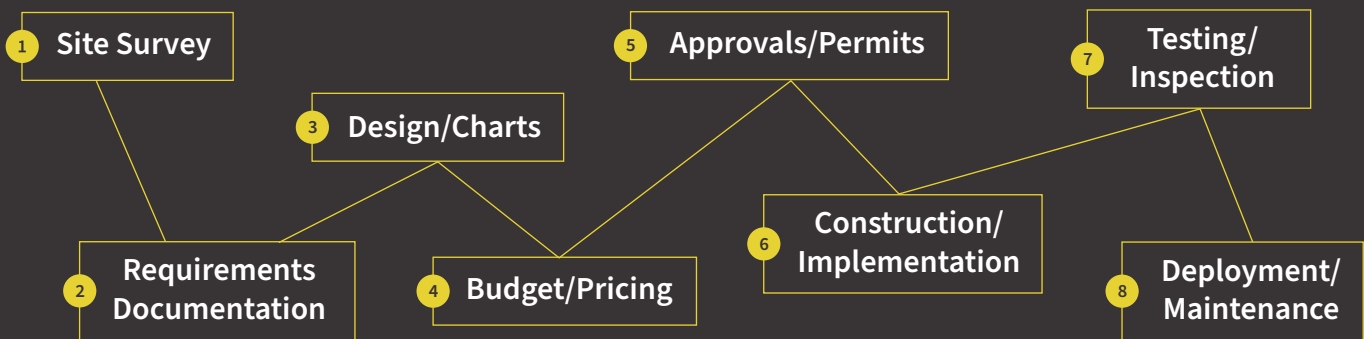 1
Site Survey
2
Requirements
Documentation
3
Design/Charts
4
Budget/Pricing
5
Approvals/Permits
6
Construction/
Implementation
7
Testing/
Inspection
8
Deployment/
Maintenance